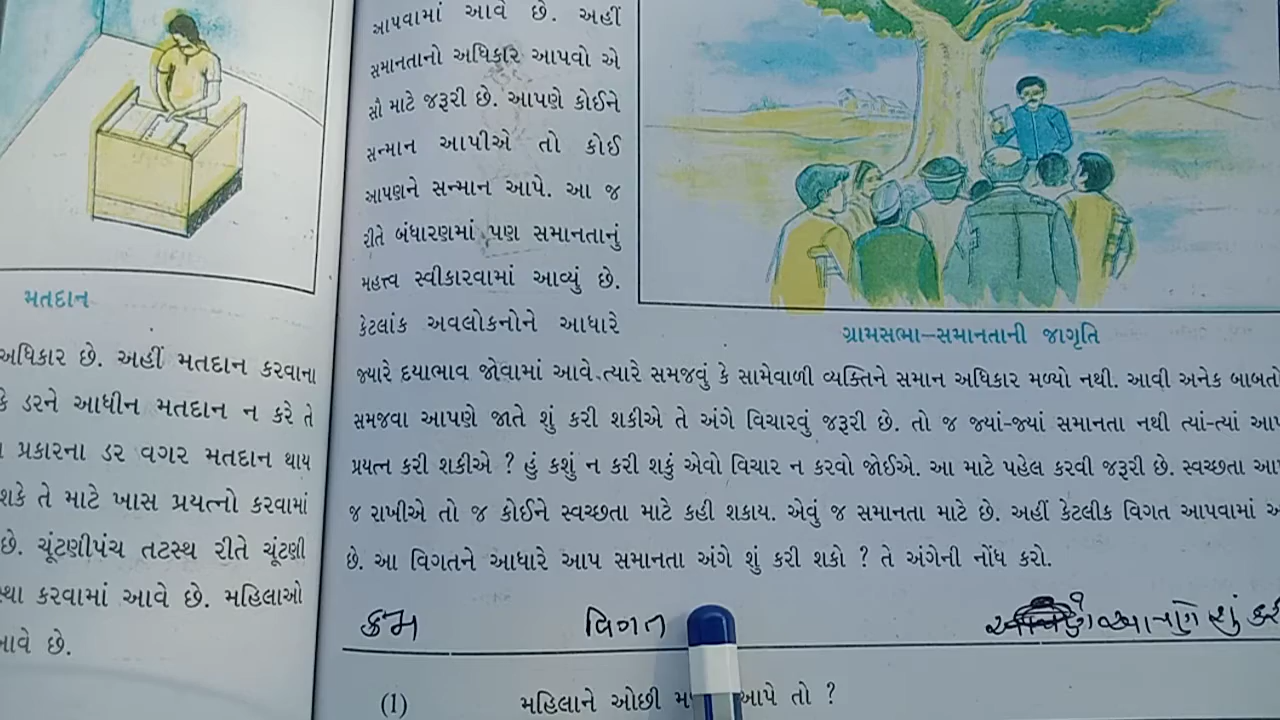 મતદાન
અધિકાર છે. અહીં મતદાન કરવાના
કે ડરને આધીન મતદાન ન કરે તે
પ્રકારના ડર વગર મતદાન થાય
શકે તે માટે ખાસ પ્રયત્નો કરવામાં
છે. ચૂંટણીપંચ તટસ્થ રીતે ચૂંટણી
કરવામાં આવે છે. મહિલાઓ
છે.
આપવામાં આવે છે. અહીં
સમાનતાનો અધિકાર આપવો એ
સૌ માટે જરૂરી છે. આપણે કોઈને
સન્માન આપીએ તો કોઈ
આપણને સન્માન આપે. આ જ
રીતે બંધારણમાં પણ સમાનતાનું
મહત્ત્વ સ્વીકારવામાં આવ્યું છે.
કેટલાંક અવલોકનોને આધારે
ગ્રામસભા–સમાનતાની જાગૃતિ
જ્યારે દયાભાવ જોવામાં આવે ત્યારે સમજવું કે સામેવાળી વ્યક્તિને સમાન અધિકાર મળ્યો નથી. આવી અનેક બાબતો
સમજવા આપણે જાતે શું કરી શકીએ તે અંગે વિચારવું જરૂરી છે. તો જ જ્યાં-જ્યાં સમાનતા નથી ત્યાં-ત્યાં
પ્રયત્ન કરી શકીએ ? હું કશું ન કરી શકું એવો વિચાર ન કરવો જોઈએ. આ માટે પહેલ કરવી જરૂરી છે. સ્વચ્છતા
જ રાખીએ તો જ કોઈને સ્વચ્છતા માટે કહી શકાય. એવું જ સમાનતા માટે છે. અહીં કેટલીક વિગત આપવામાં
છે. આ વિગતને આધારે આપ સમાનતા અંગે શું કરી શકો ? તે અંગેની નોંધ કરો.
ક્રમ વિગત આપણે શું
(1) મહિલાને ઓછી આપે તો ?